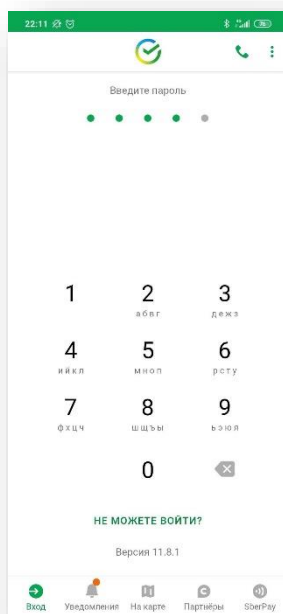 22:11
Введите пароль
1 2 3
абвг дежз
4 5 6
ийкл мноп рсту
7 8 9
фхцч шщъы ьэюя
0
НЕ МОЖЕТЕ ВОЙТИ?
Версия 11.8.1
Вход Уведомления На карте Партнёры SberPay